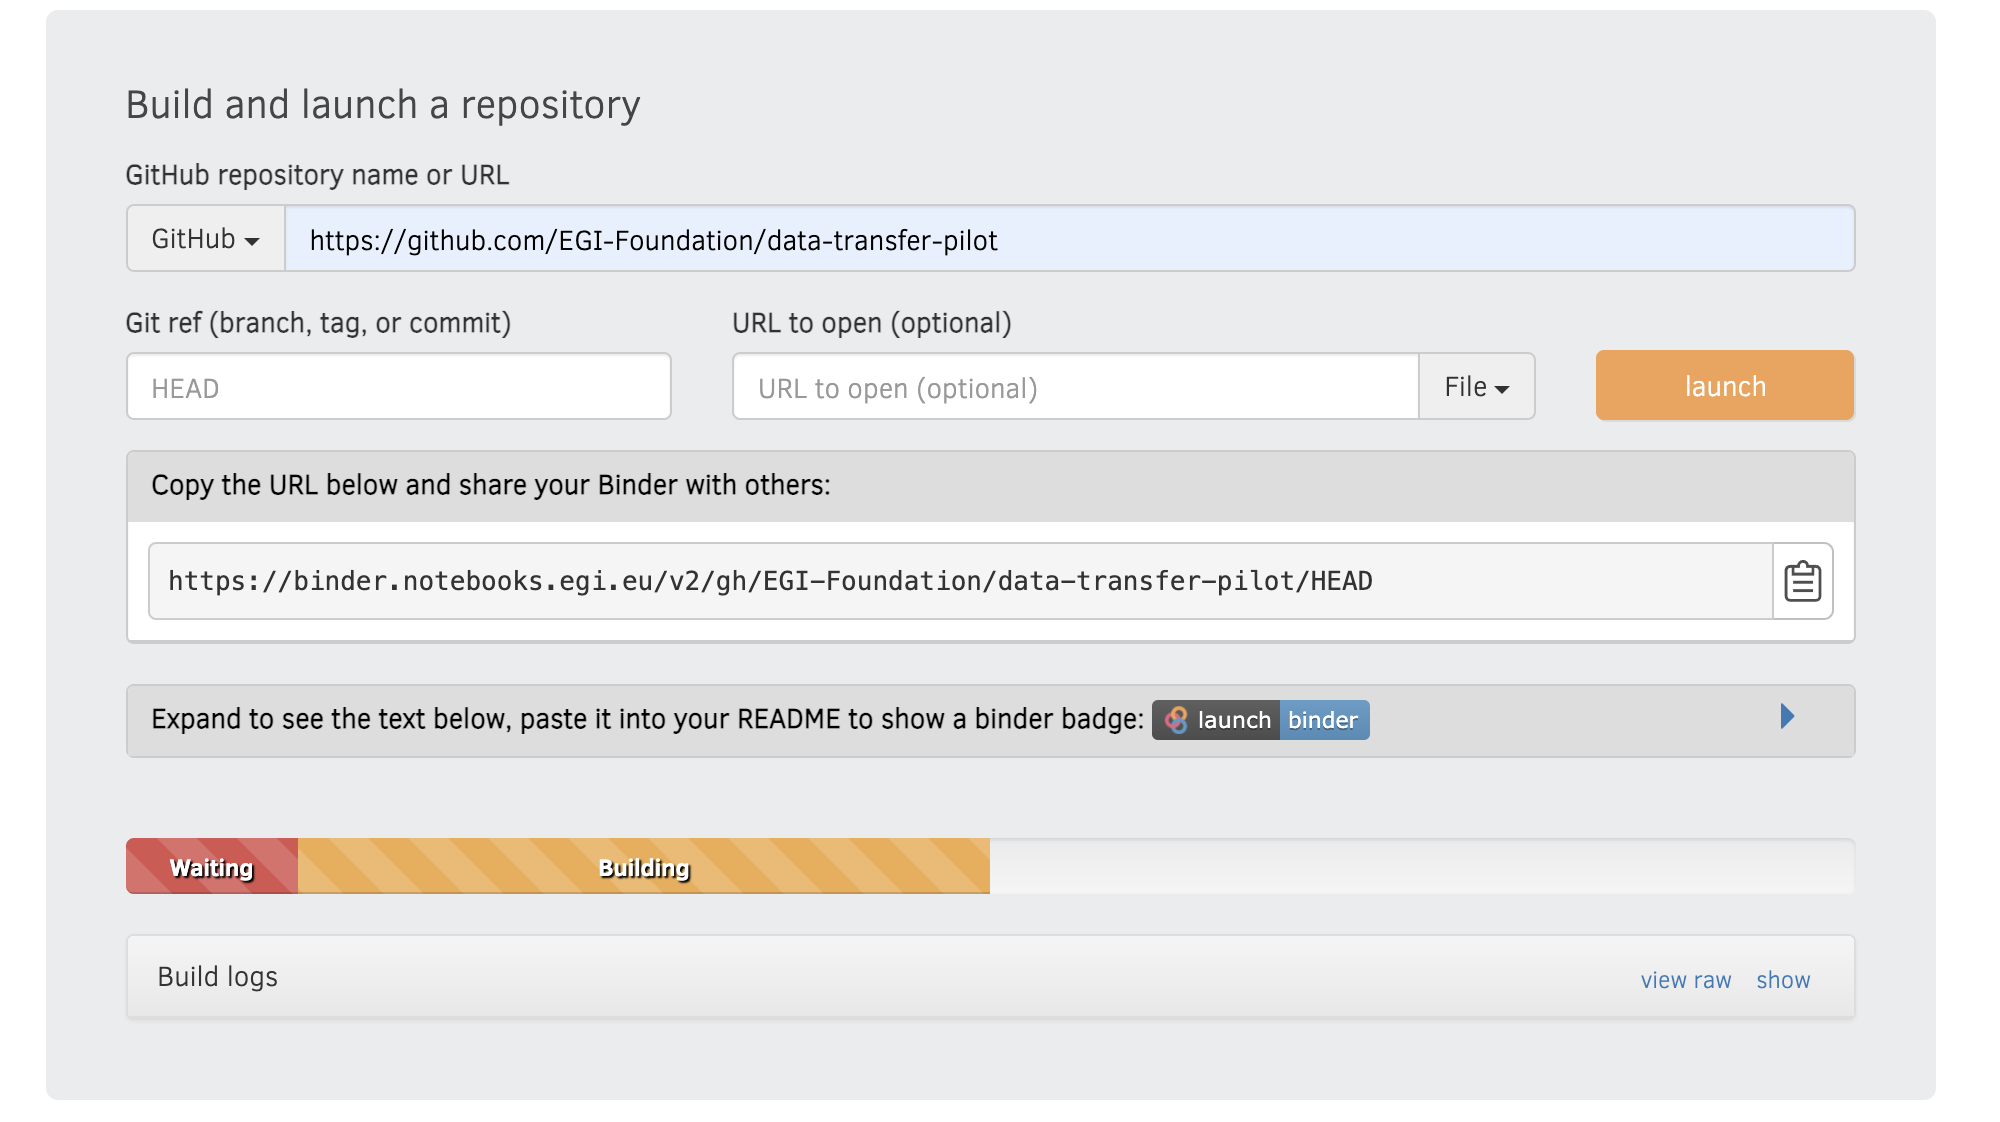 Build and launch a repository
GitHub repository name or URL
GitHub https://github.com/EGI-Foundation/data-transfer-pilot
Git ref (branch, tag, or commit) URL to open (optional)
HEAD URL to open (optional) File launch
Copy the URL below and share your Binder with others:
https://binder.notebooks.egi.eu/v2/gh/EGI-Foundation/data-transfer-pilot/HEAD
Expand to see the text below, paste it into your README to show a binder badge: launch binder
Waiting Building
Build logs view raw show